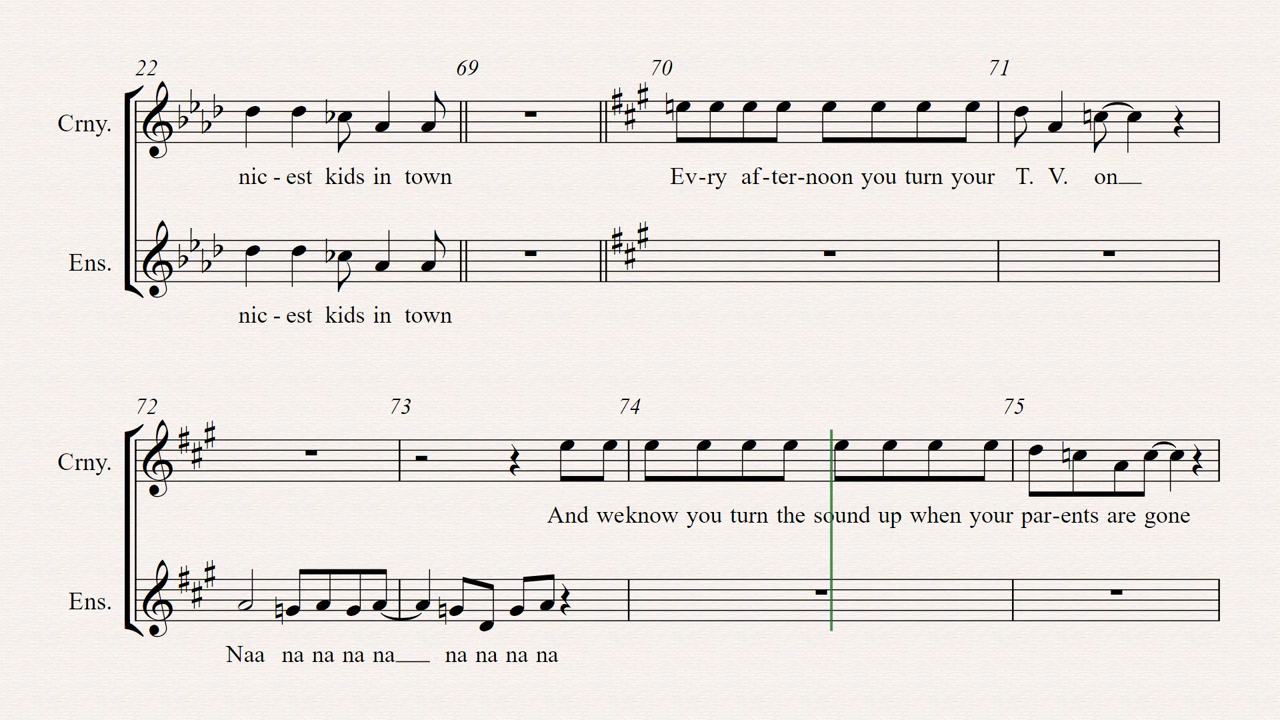 22 69 70 71
Crny.
nic - est kids in town Ev-ry af-ter-noon you turn your T. V. on
Ens.
nic - est kids in town
72 73 74 75
Crny.
And weknow you turn the sound up when your par-ents are gone
Ens.
Naa na na na na na na na na